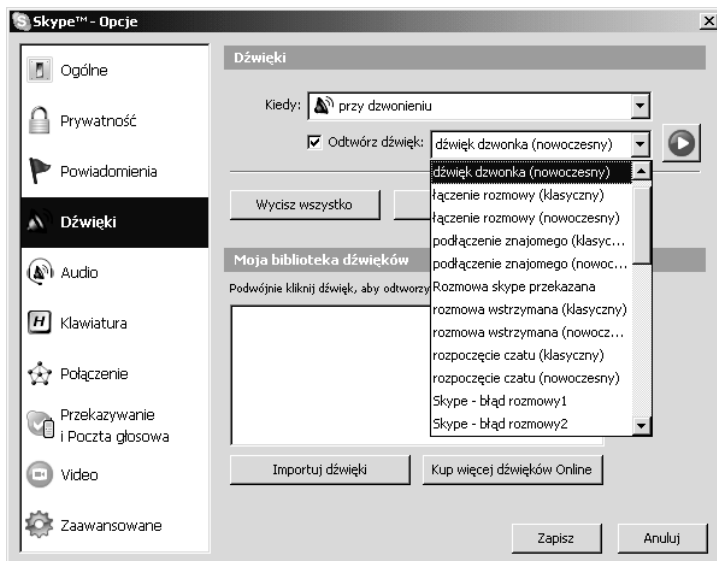 Skype™ - Opcje
Ogólne
Prywatność
Powiadomienia
Dźwięki
Audio
Klawiatura
Połączenie
Przekazywanie
i Poczta głosowa
Video
Zaawansowane
Dźwięki
Kiedy: przy dzwonieniu
Odtwórz dźwięk: dźwięk dzwonka (nowoczesny)
dźwięk dzwonka (nowoczesny)
łączenie rozmowy (klasyczny)
łączenie rozmowy (nowoczesny)
podłączenie znajomego (klasyc...
podłączenie znajomego (nowoc...
Rozmowa skype przekazana
rozmowa wstrzymana (klasyczny)
rozmowa wstrzymana (nowocz...
rozpoczęcie czatu (klasyczny)
rozpoczęcie czatu (nowoczesny)
Skype - błąd rozmowy1
Skype - błąd rozmowy2
Wycisz wszystko
Moja biblioteka dźwięków
Podwójnie kliknij dźwięk, aby odtworzy
Importuj dźwięki
Kup więcej dźwięków Online
Zapisz
Anuluj